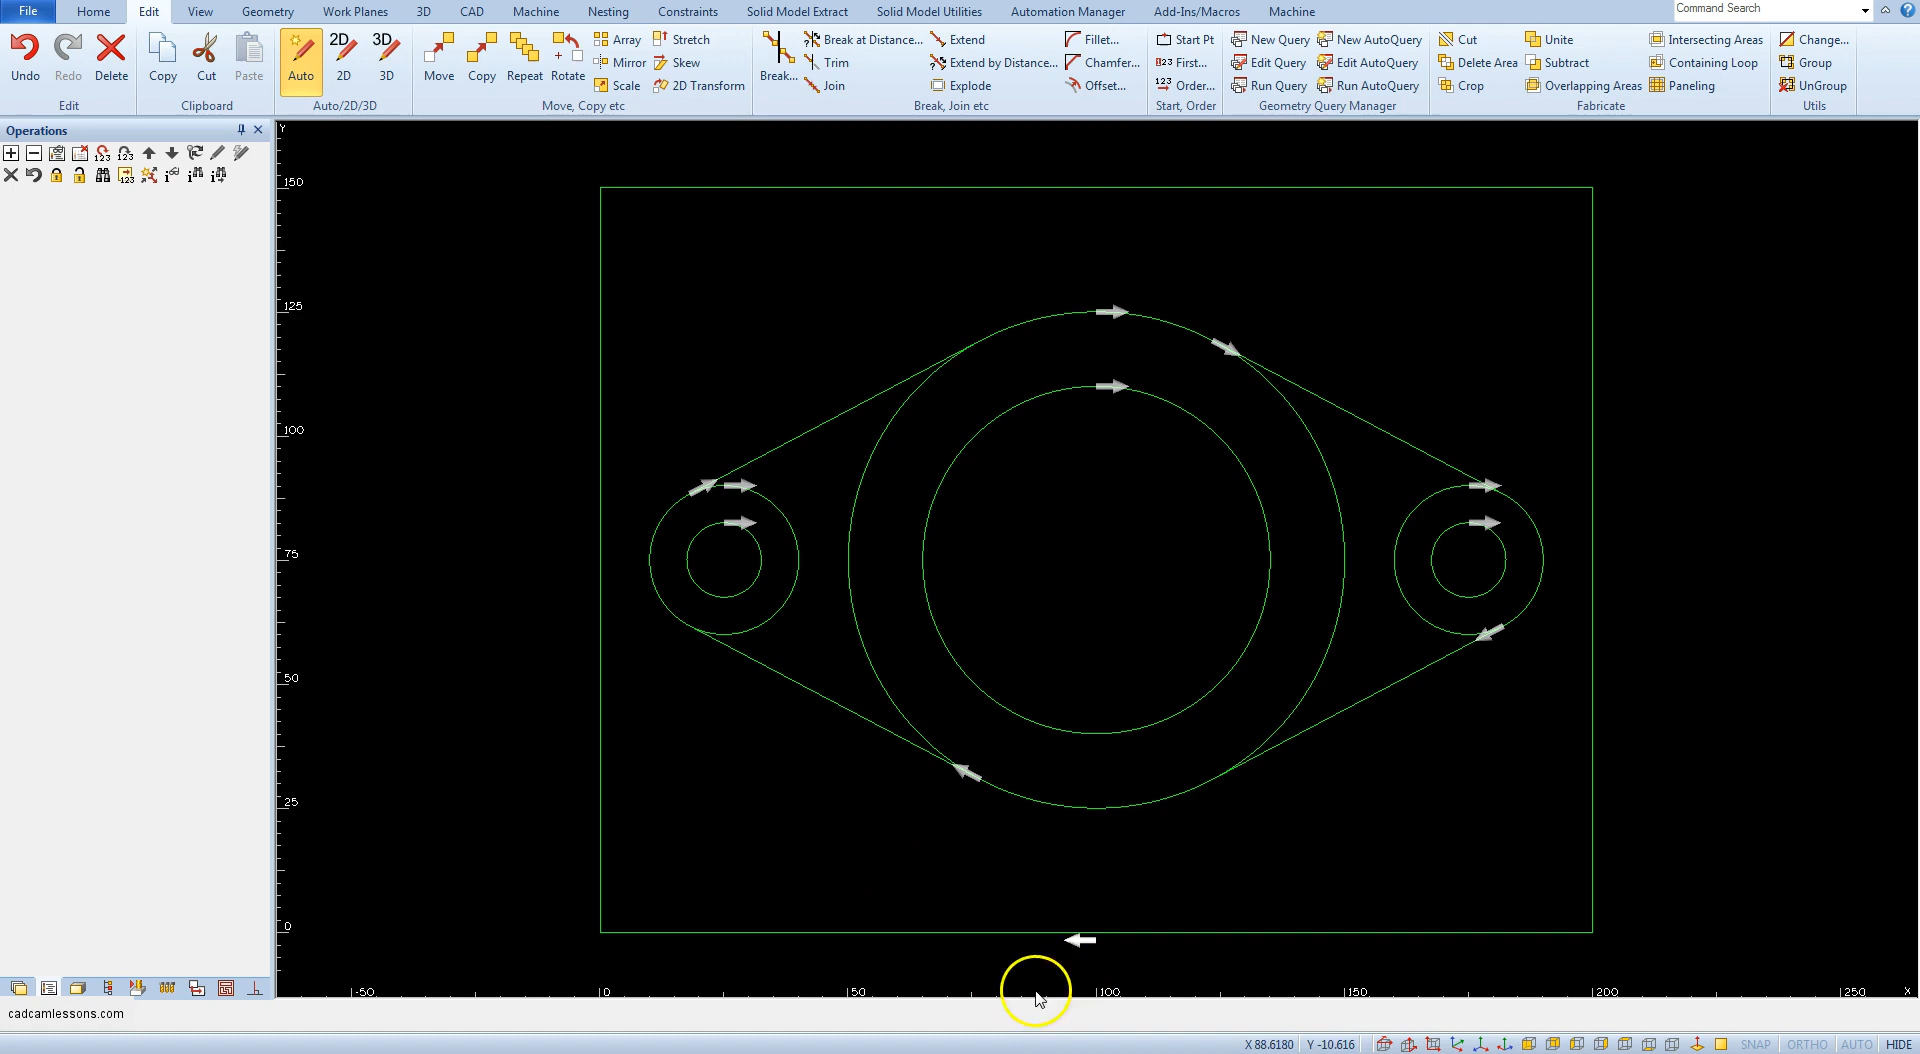 File Home Edit View Geometry Work Planes 3D CAD Machine Nesting Constraints Solid Model Extract Solid Model Utilities Automation Manager Add-Ins/Macros Machine Command Search
Undo Redo Delete
Edit
Copy Cut Paste
Clipboard
Auto 2D 2D 3D 3D
Auto/2D/3D
Move Copy Repeat Rotate
Array Stretch
Mirror Skew
Scale 2D Transform
Move, Copy etc
Break...
Break at Distance... Extend Fillet...
Trim Extend by Distance... Chamfer...
Join Explode Offset...
Break, Join etc
Start Pt
123 First...
123 Order...
Start, Order
New Query New AutoQuery
Edit Query Edit AutoQuery
Run Query Run AutoQuery
Geometry Query Manager
Cut Unite Intersecting Areas
Delete Area Subtract Containing Loop
Crop Overlapping Areas Paneling
Fabricate
Change...
Group
UnGroup
Utils
Operations
123 123
123
Y
150
125
100
75
50
25
0
-50 0 50 100 150 200 250 X
cadcamlessons.com
X 88.6180 Y -10.616 SNAP ORTHO AUTO HIDE